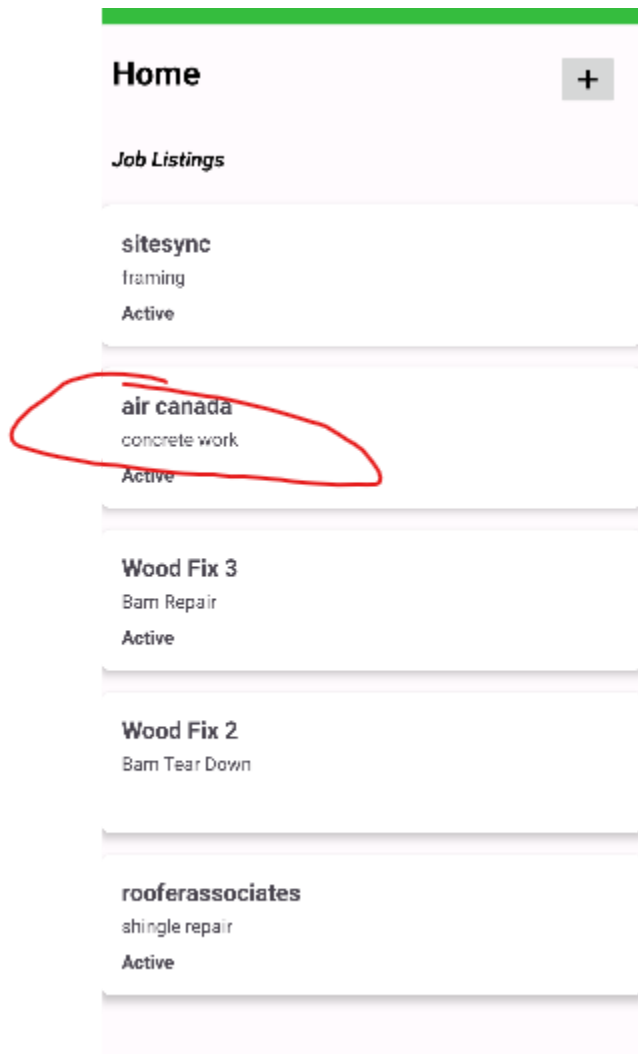 Home
+
Job Listings
sitesync
framing
Active
air canada
concrete work
Active
Wood Fix 3
Barn Repair
Active
Wood Fix 2
Barn Tear Down
rooferassociates
shingle repair
Active